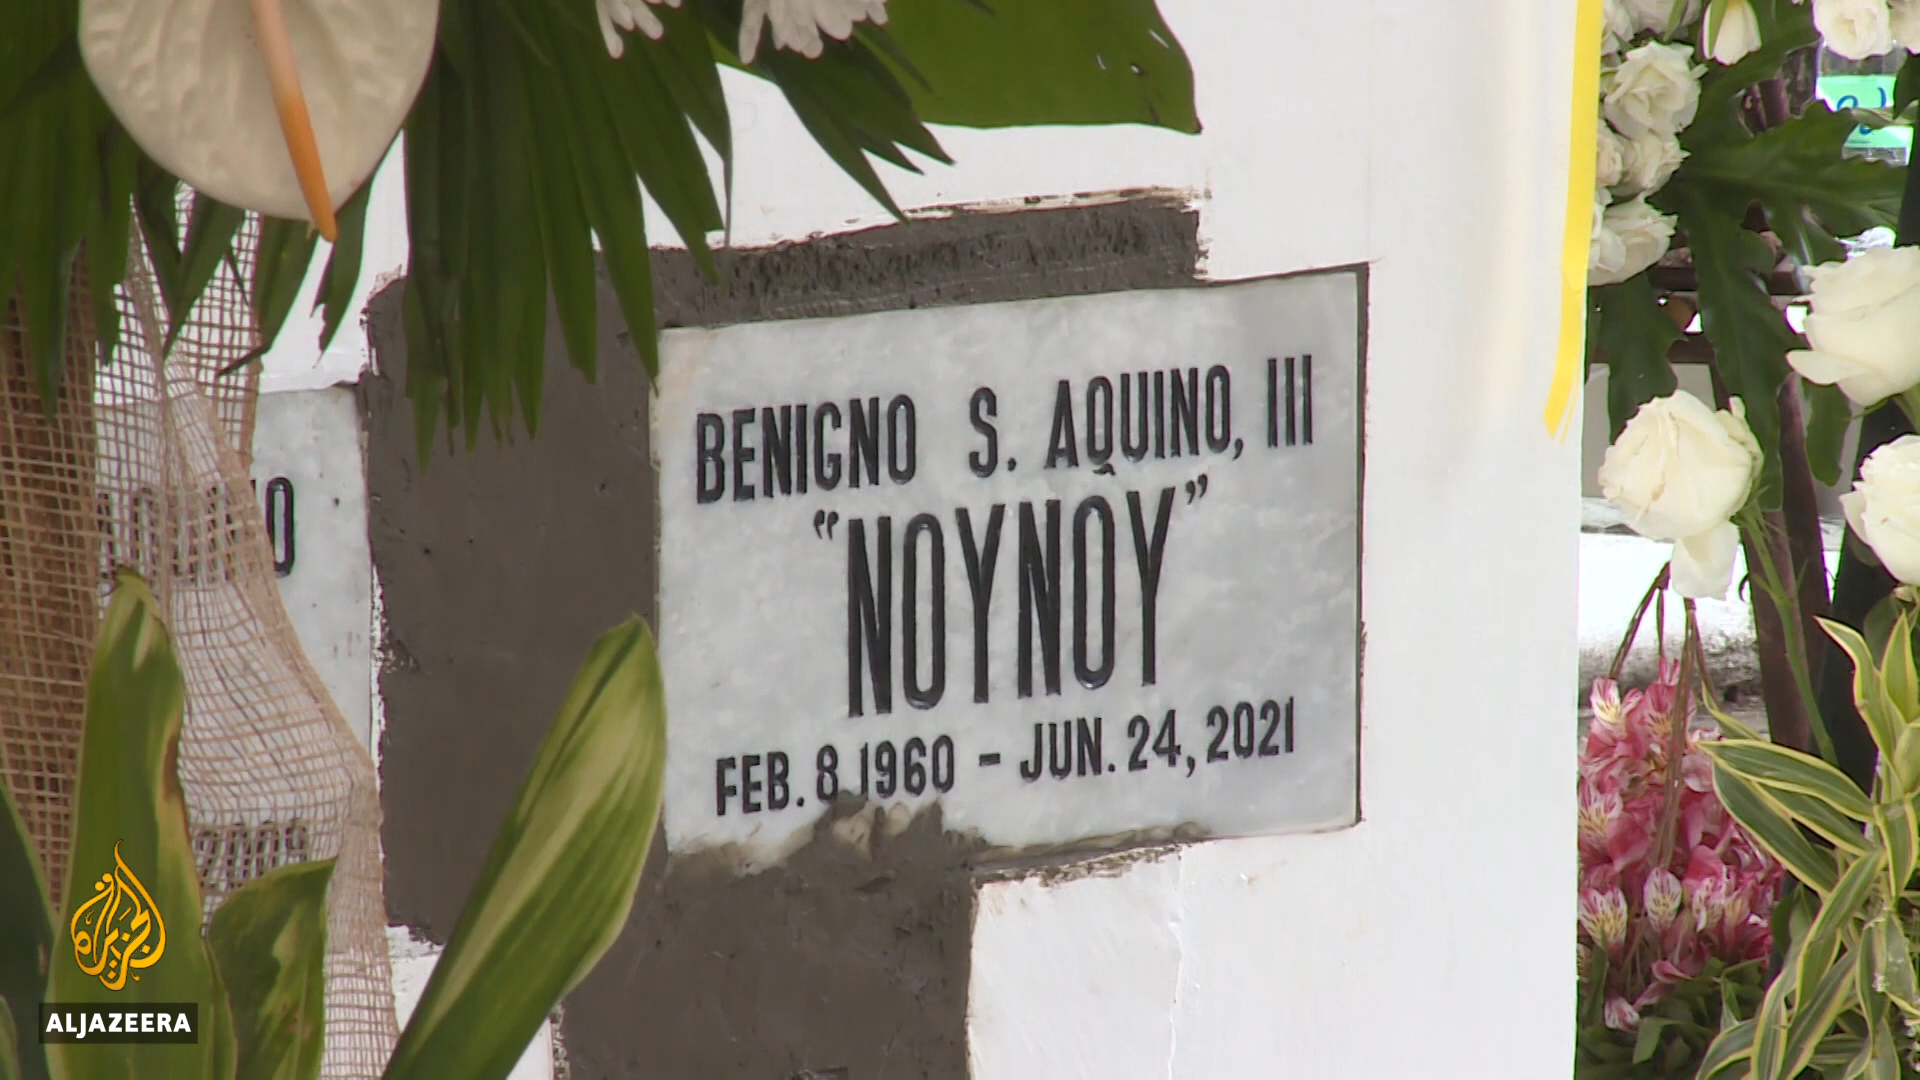 BENIGNO S. AQUINO, III
“NOYNOY”
FEB. 8 1960 - JUN. 24, 2021
ALJAZEERA